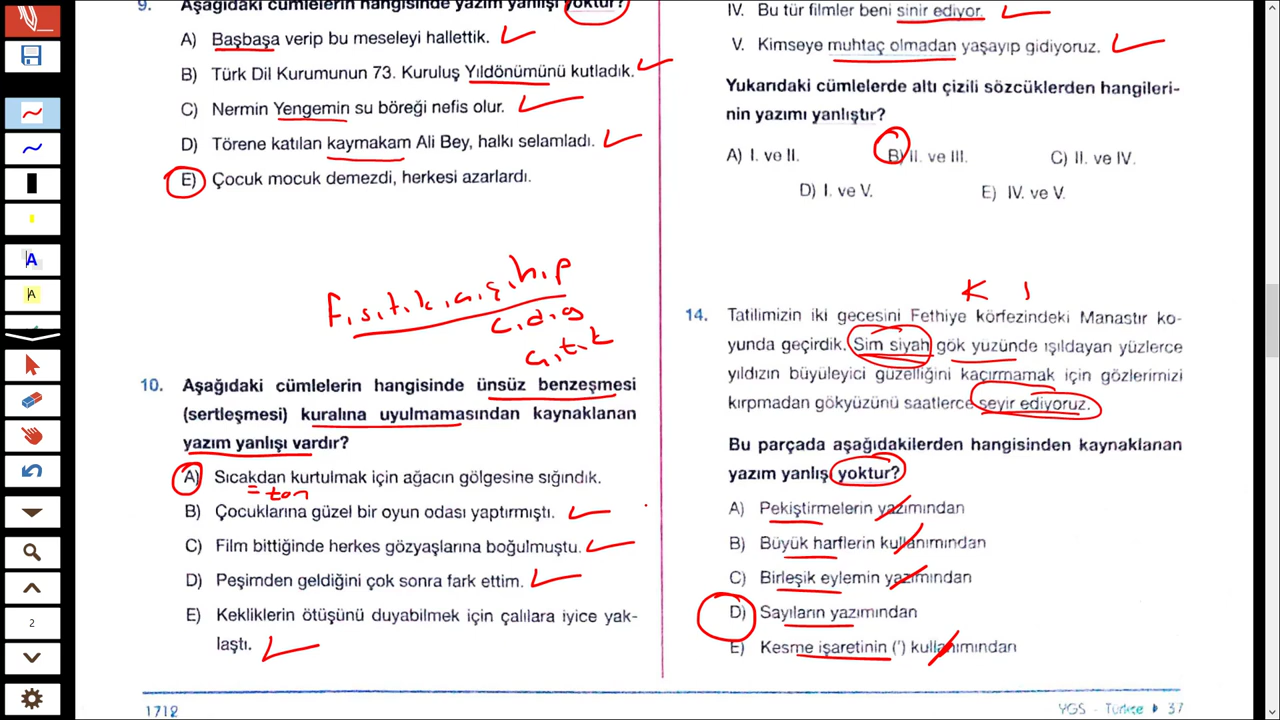 9. Aşağıdaki cümlelerin hangisinde yazım yanlışı yoktur?
A) Başbaşa verip bu meseleyi hallettik.
B) Türk Dil Kurumunun 73. Kuruluş Yıldönümünü kutladık.
C) Nermin Yengemin su böreği nefis olur.
D) Törene katılan kaymakam Ali Bey, halkı selamladı.
E) Çocuk mocuk demezdi, herkesi azarlardı.
f, s, t, k, ç, ş, h, p
c, d, g
ç, t, k
10. Aşağıdaki cümlelerin hangisinde ünsüz benzeşmesi
(sertleşmesi) kuralına uyulmamasından kaynaklanan
yazım yanlışı vardır?
A) Sıcakdan kurtulmak için ağacın gölgesine sığındık.
= tan
B) Çocuklarına güzel bir oyun odası yaptırmıştı.
C) Film bittiğinde herkes gözyaşlarına boğulmuştu.
D) Peşimden geldiğini çok sonra fark ettim.
E) Kekliklerin ötüşünü duyabilmek için çalılara iyice yak-
laştı.
1712
IV. Bu tür filmler beni sinir ediyor.
V. Kimseye muhtaç olmadan yaşayıp gidiyoruz.
Yukarıdaki cümlelerde altı çizili sözcüklerden hangileri-
nin yazımı yanlıştır?
A) I. ve II.
B) II. ve III.
C) II. ve IV.
D) I. ve V.
E) IV. ve V.
K ı
14. Tatilimizin iki gecesini Fethiye körfezindeki Manastır ko-
yunda geçirdik. Sim siyah gök yuzünde ışıldayan yüzlerce
yıldızın büyüleyici güzelliğini kaçırmamak için gözlerimizi
kırpmadan gökyüzünü saatlerce seyir ediyoruz.
Bu parçada aşağıdakilerden hangisinden kaynaklanan
yazım yanlış yoktur?
A) Pekiştirmelerin yazımından
B) Büyük harflerin kullanımından
C) Birleşik eylemin yazımından
D) Sayıların yazımından
E) Kesme işaretinin (') kullanımından
YGS - Türkçe 37
A
A
2